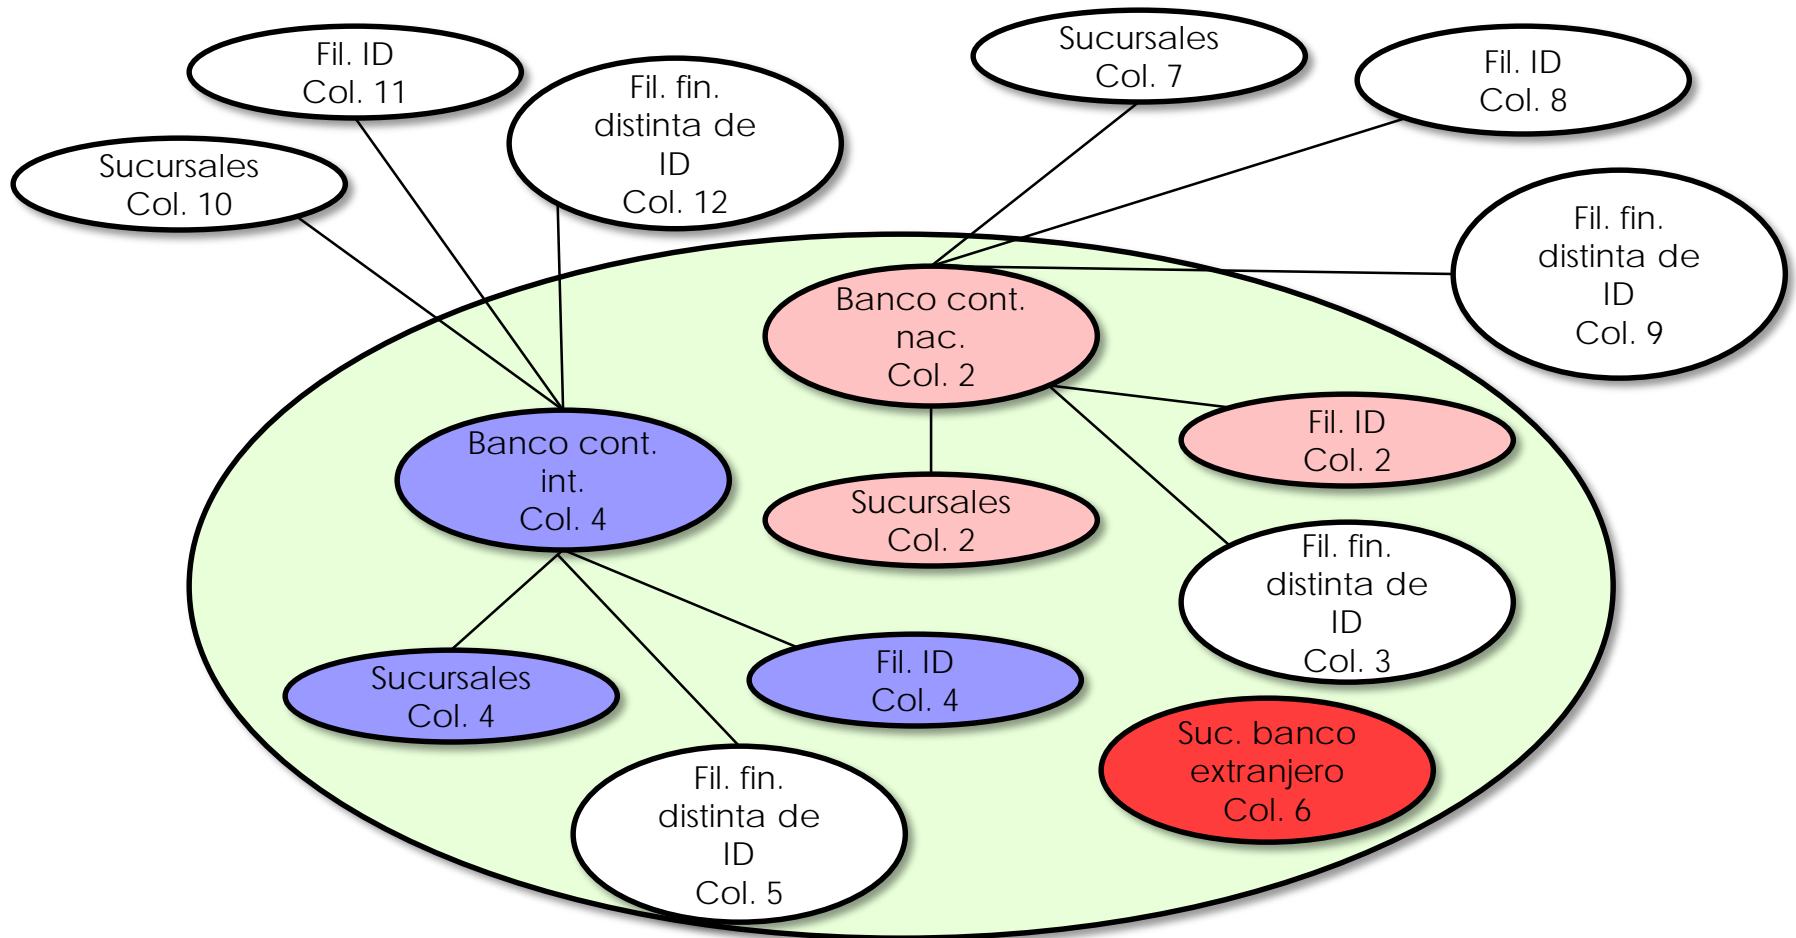 Fil. ID
Col. 11
Sucursales
Col. 10
Fil. fin.
distinta de
ID
Col. 12
Sucursales
Col. 7
Fil. ID
Col. 8
Fil. fin.
distinta de
ID
Col. 9
Banco cont.
nac.
Col. 2
Banco cont.
int.
Col. 4
Fil. ID
Col. 2
Sucursales
Col. 2
Fil. fin.
distinta de
ID
Col. 3
Sucursales
Col. 4
Fil. ID
Col. 4
Fil. fin.
distinta de
ID
Col. 5
Suc. banco
extranjero
Col. 6